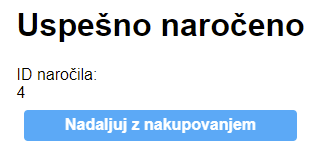 Uspešno naročeno
ID naročila:
4
Nadaljuj z nakupovanjem